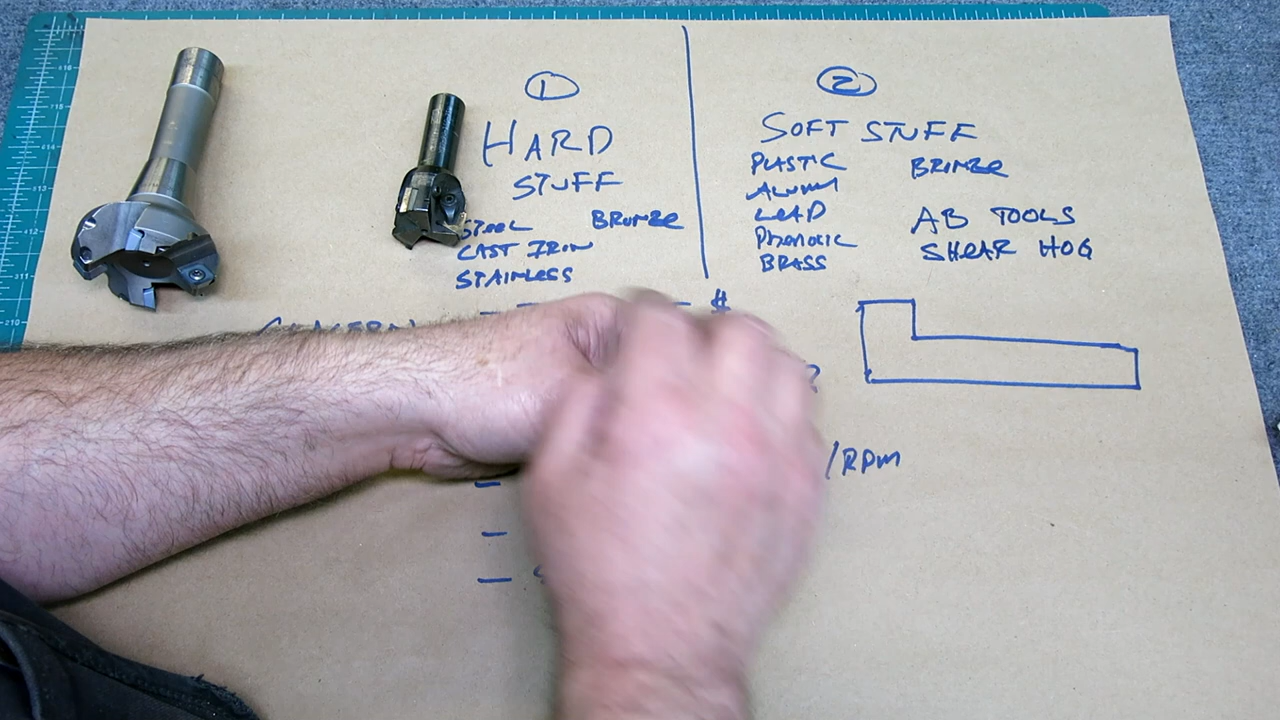 ① ②
HARD
STUFF
STEEL BRONZE
CAST IRON
STAINLESS
SOFT STUFF
PLASTIC BRONZE
ALUMN
LEAD AB TOOLS
PHENOLIC SHEAR HOG
BRASS
#
?
/RPM